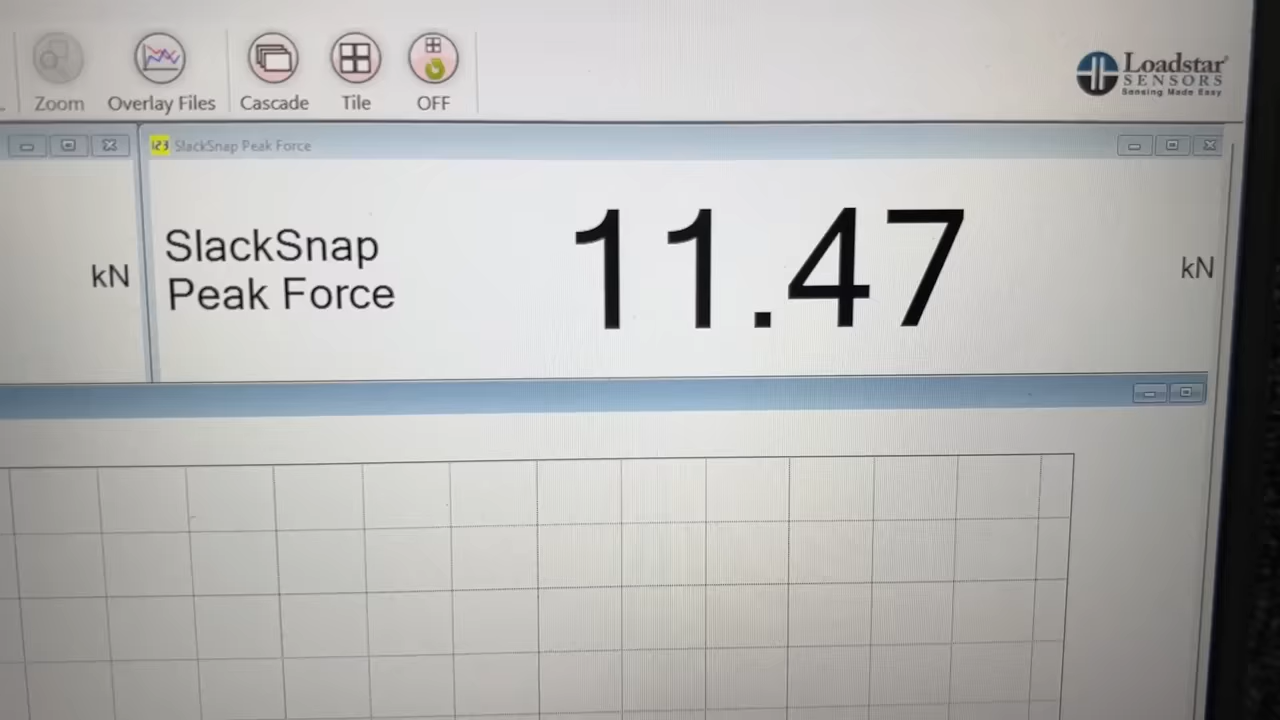 Zoom
Overlay Files
Cascade
Tile
OFF
Loadstar
SENSORS
Sensing Made Easy
123 SlackSnap Peak Force
kN
SlackSnap
Peak Force
11.47
kN